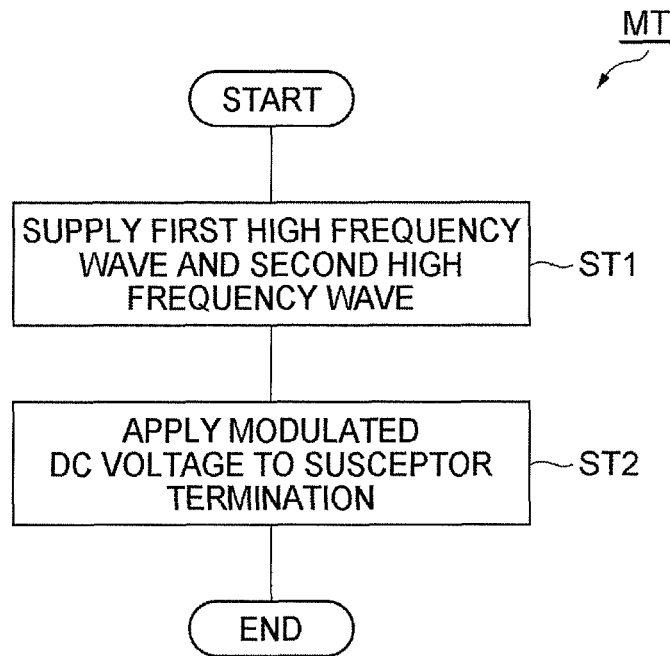 MT
START
SUPPLY FIRST HIGH FREQUENCY
WAVE AND SECOND HIGH
FREQUENCY WAVE
ST1
APPLY MODULATED
DC VOLTAGE TO SUSCEPTOR
TERMINATION
ST2
END